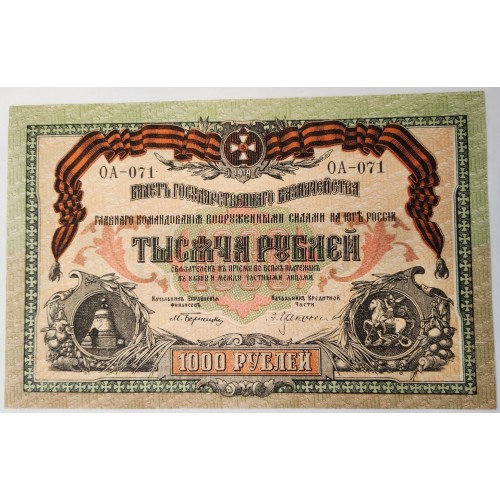 ОА-071 ОА-071
БИЛЕТЪ ГОСУДАРСТВЕННАГО КАЗНАЧЕЙСТВА
ГЛАВНАГО КОМАНДОВАНІЯ ВООРУЖЕННЫМИ СИЛАМИ НА ЮГѢ РОССІИ
ТЫСЯЧА РУБЛЕЙ
ОБЯЗАТЕЛЕНЪ КЪ ПРІЕМУ ВО ВСѢХЪ ПЛАТЕЖАХЪ
ВЪ КАЗНУ И МЕЖДУ ЧАСТНЫМИ ЛИЦАМИ
Начальникъ Управленія Финансовъ
Начальникъ Кредитной Части
1000 РУБЛЕЙ